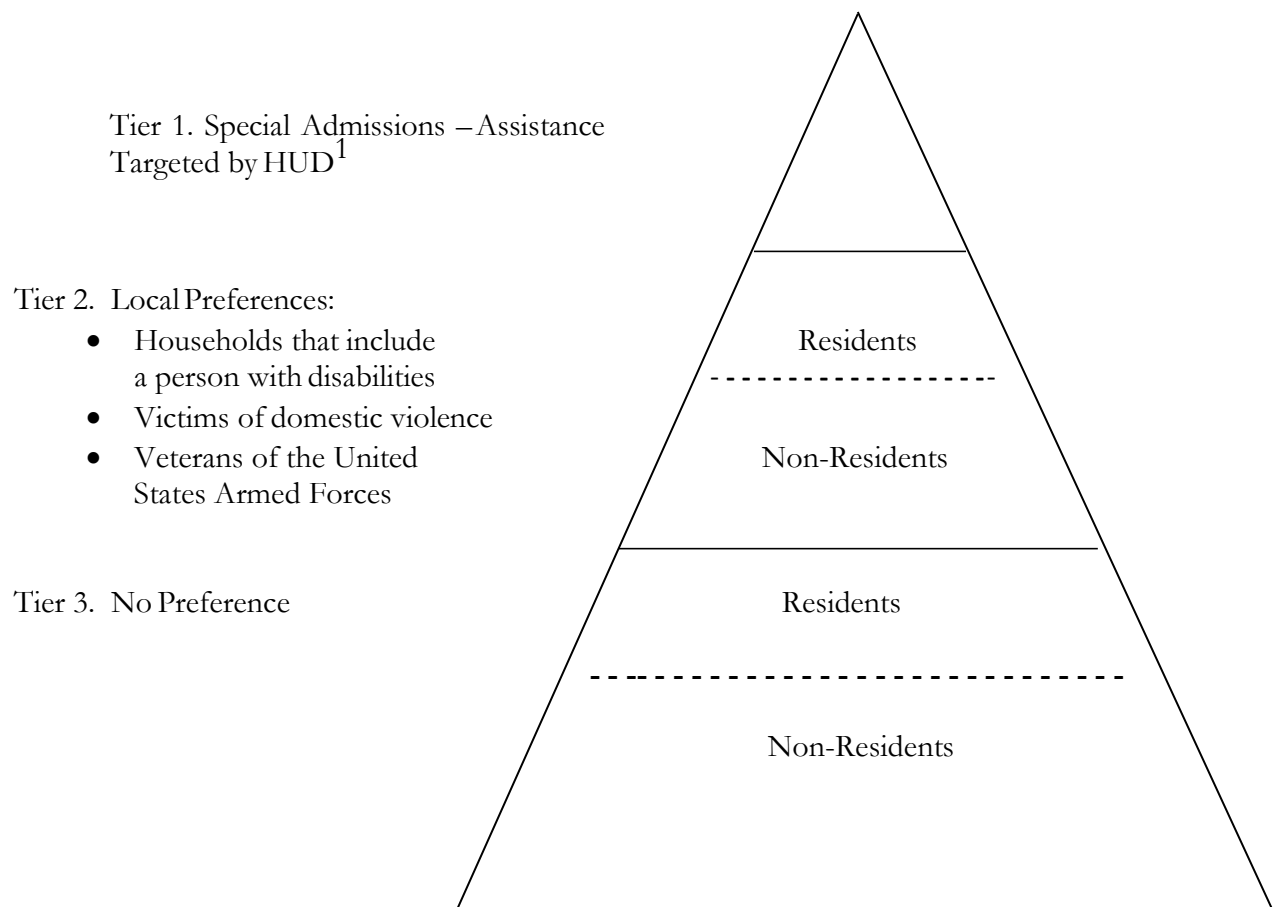 Tier 1. Special Admissions – Assistance
Targeted by HUD1
Tier 2. Local Preferences:
• Households that include
a person with disabilities
• Victims of domestic violence
• Veterans of the United
States Armed Forces
Residents
Non-Residents
Tier 3. No Preference
Residents
Non-Residents